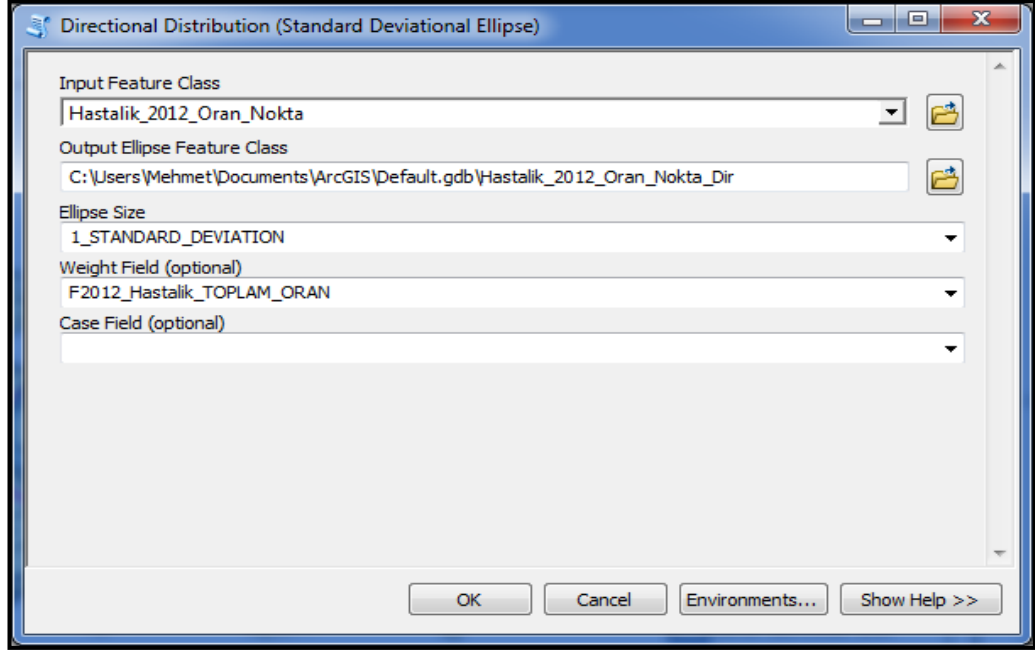 Directional Distribution (Standard Deviational Ellipse)
Input Feature Class
Hastalik_2012_Oran_Nokta
Output Ellipse Feature Class
C:\Users\Mehmet\Documents\ArcGIS\Default.gdb\Hastalik_2012_Oran_Nokta_Dir
Ellipse Size
1_STANDARD_DEVIATION
Weight Field (optional)
F2012_Hastalik_TOPLAM_ORAN
Case Field (optional)
OK Cancel Environments... Show Help >>